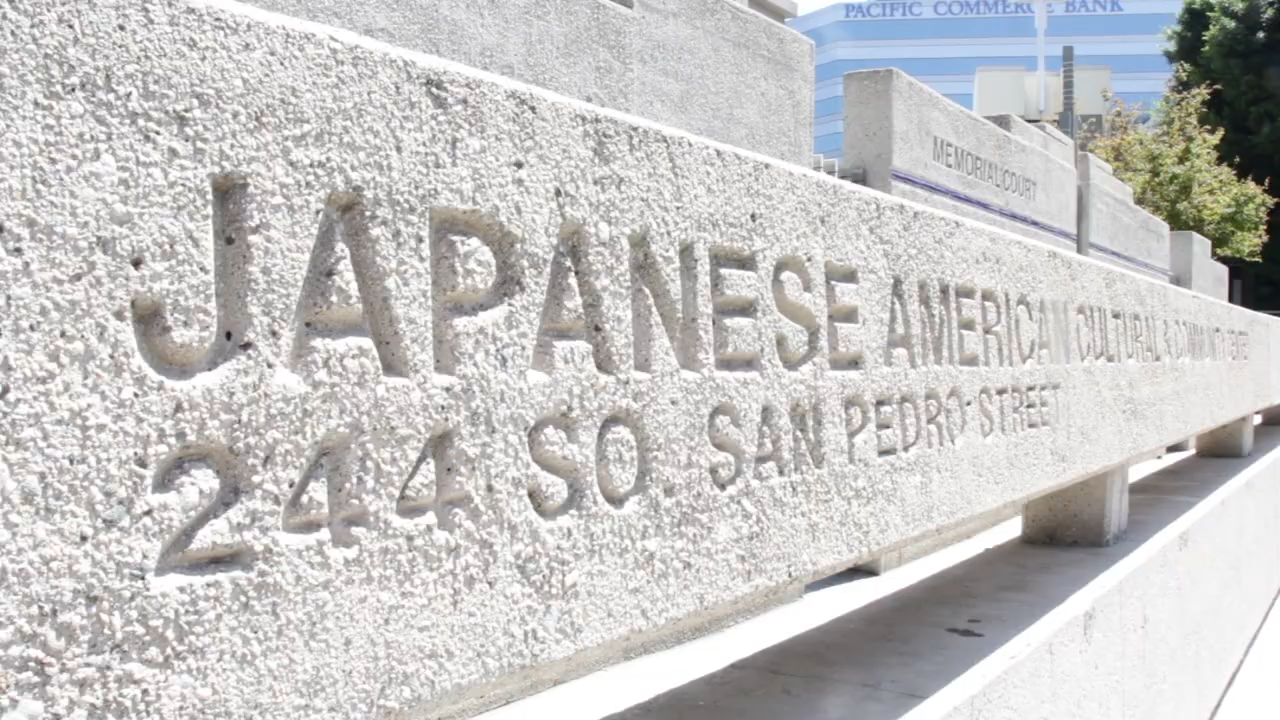 PACIFIC COMMERCE BANK
MEMORIAL COURT
JAPANESE AMERICAN CULTURAL & COMMUNITY CENTER
244 SO. SAN PEDRO STREET